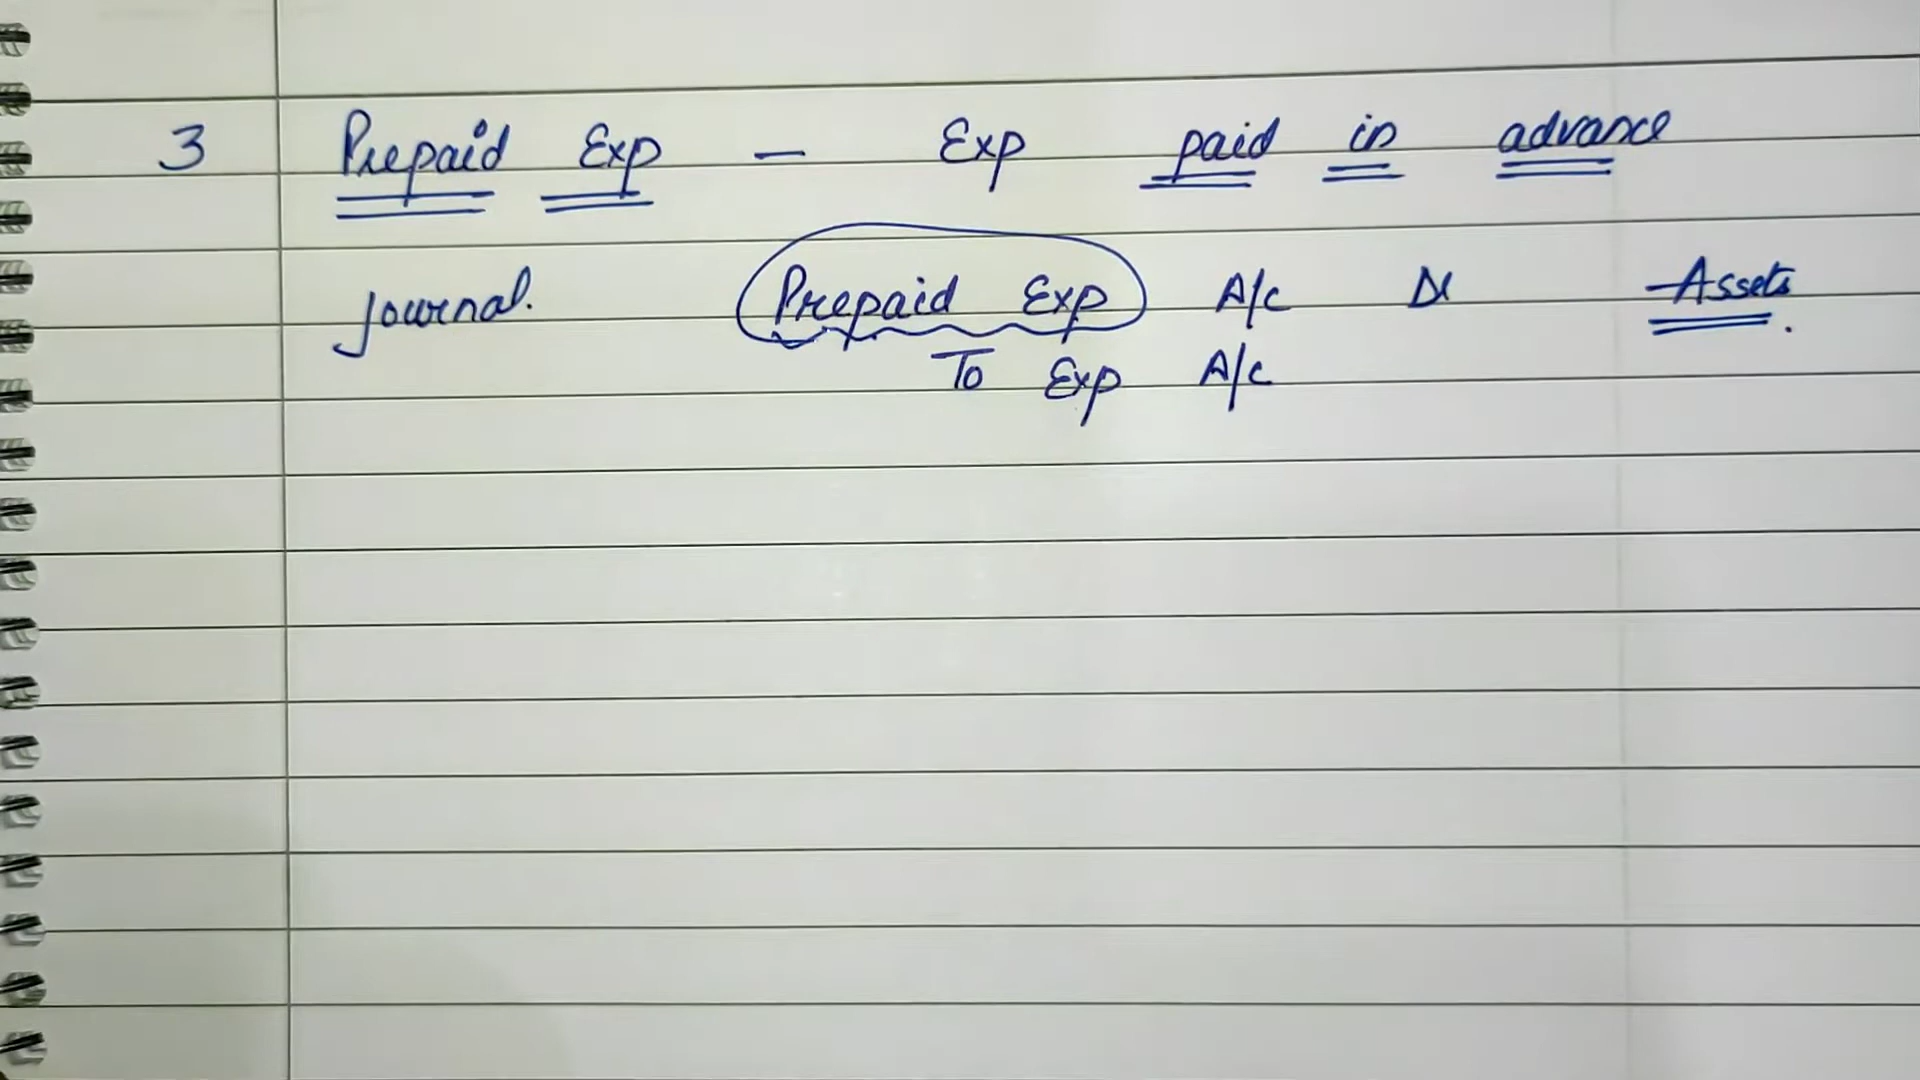 3 Prepaid Exp — Exp paid in advance
Journal. Prepaid Exp A/c Dr — Assets.
To Exp A/c